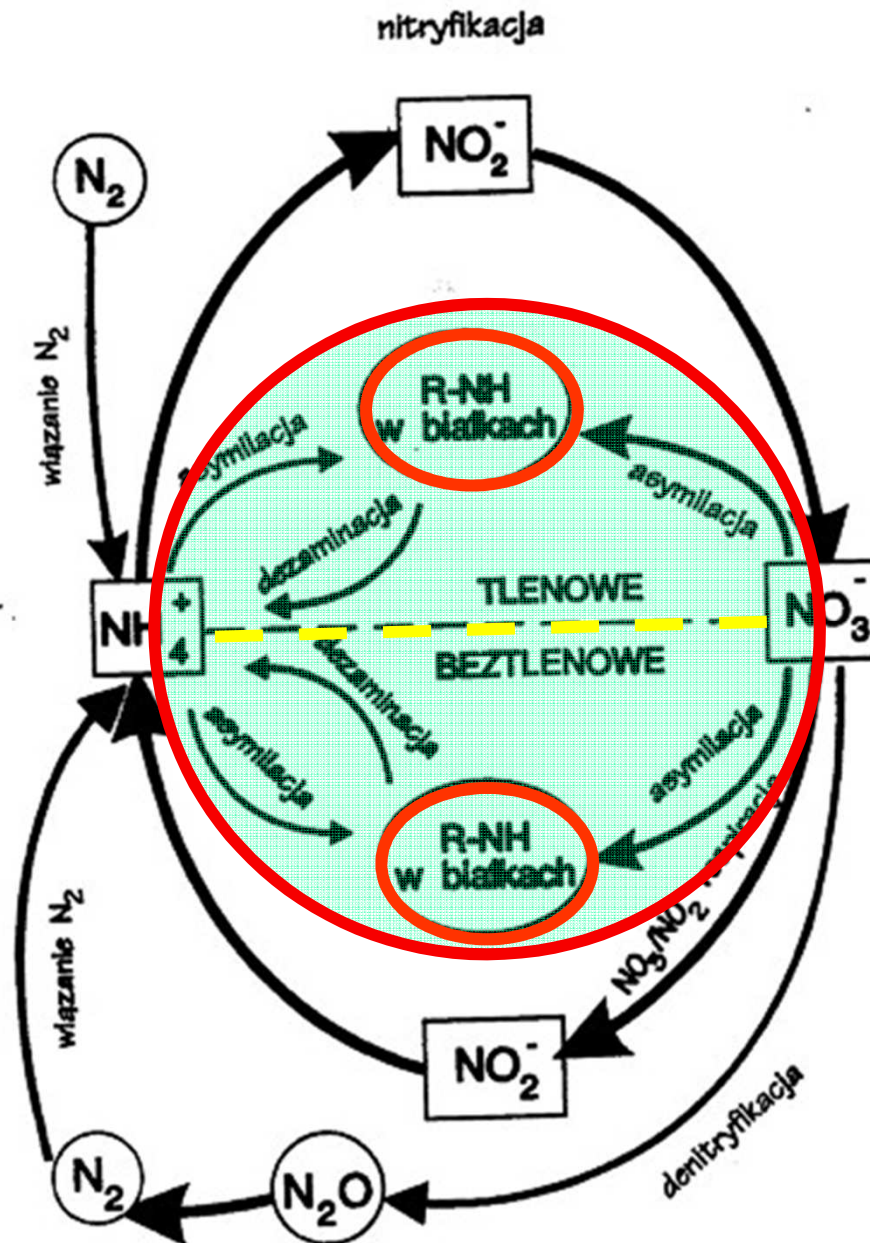 nitryfikacja
NO₂⁻
N₂
wiązanie N₂
R-NH
w białkach
asymilacja
asymilacja
dezaminacja
TLENOWE
NH₄⁺
NO₃⁻
BEZTLENOWE
dezaminacja
asymilacja
asymilacja
R-NH
w białkach
NO₃/NO₂ respiracja
wiązanie N₂
NO₂⁻
denitryfikacja
N₂
N₂O